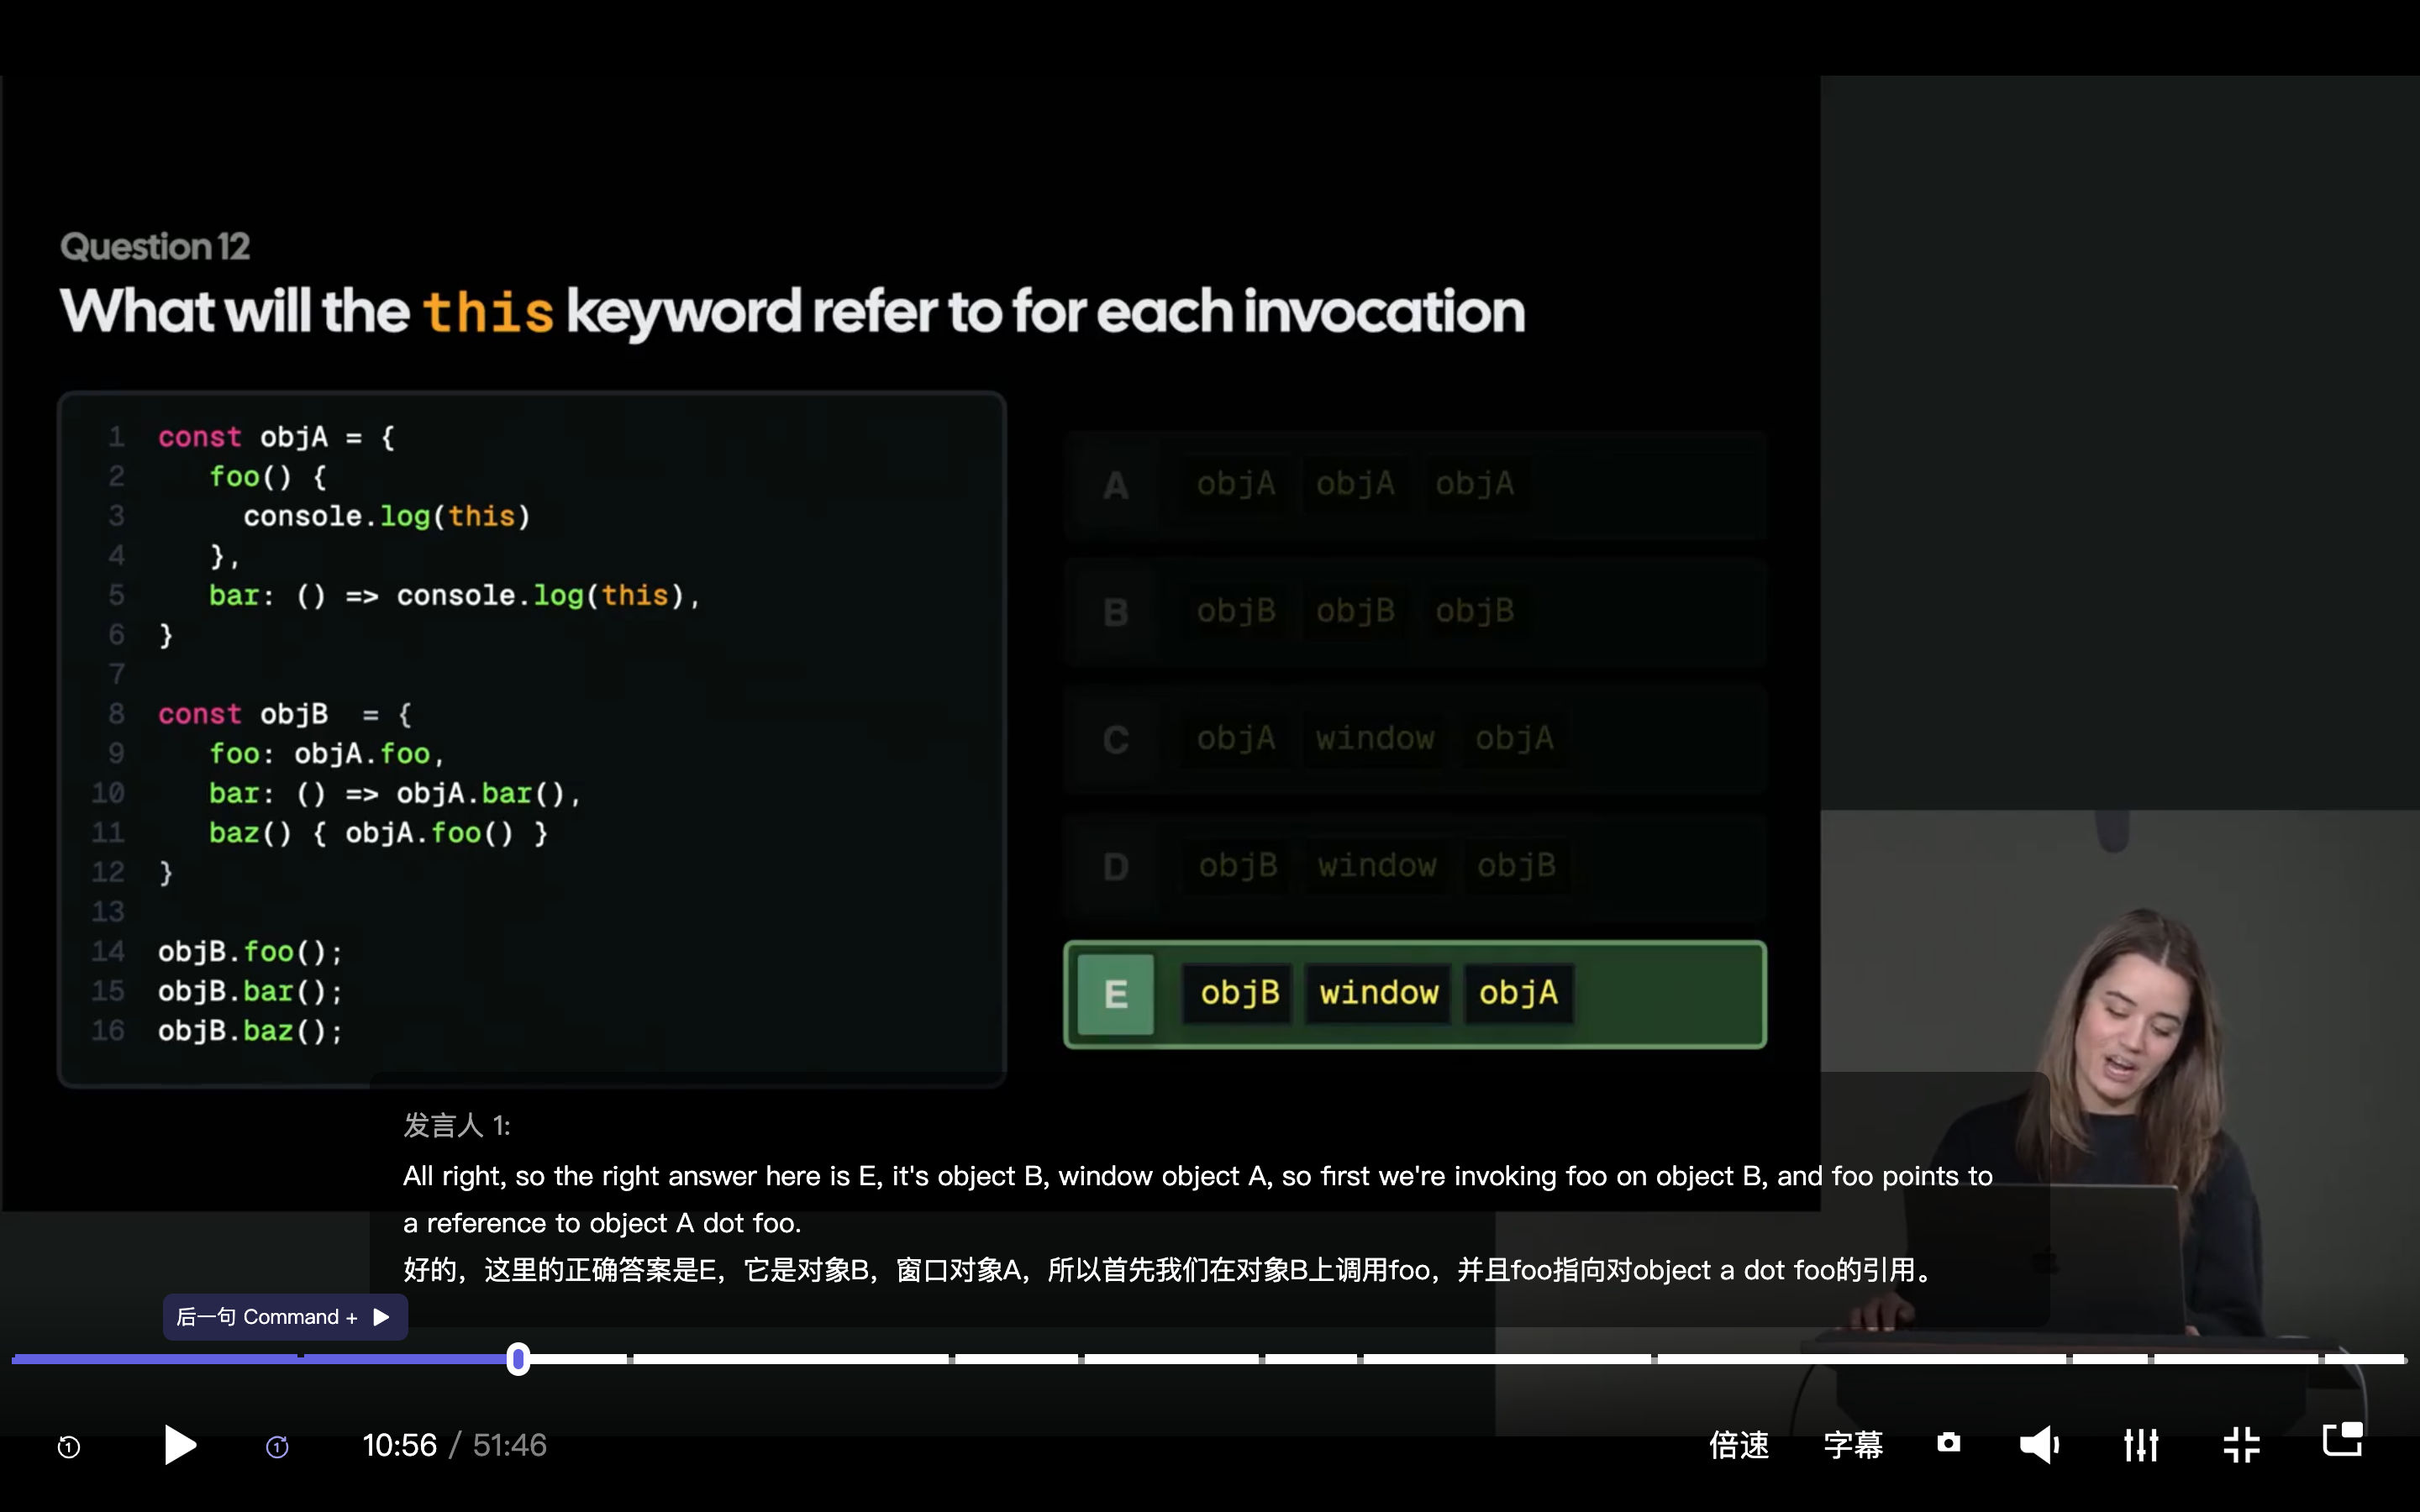 Question 12
What will the this keyword refer to for each invocation
1 const objA = {
2 foo() {
3 console.log(this)
4 },
5 bar: () => console.log(this),
6 }
7
8 const objB = {
9 foo: objA.foo,
10 bar: () => objA.bar(),
11 baz() { objA.foo() }
12 }
13
14 objB.foo();
15 objB.bar();
16 objB.baz();
A objA objA objA
B objB objB objB
C objA window objA
D objB window objB
E objB window objA
发言人 1:
All right, so the right answer here is E, it's object B, window object A, so first we're invoking foo on object B, and foo points to
a reference to object A dot foo.
好的，这里的正确答案是E，它是对象B，窗口对象A，所以首先我们在对象B上调用foo，并且foo指向对object a dot foo的引用。
后一句 Command +
1 1 10:56 / 51:46 倍速 字幕